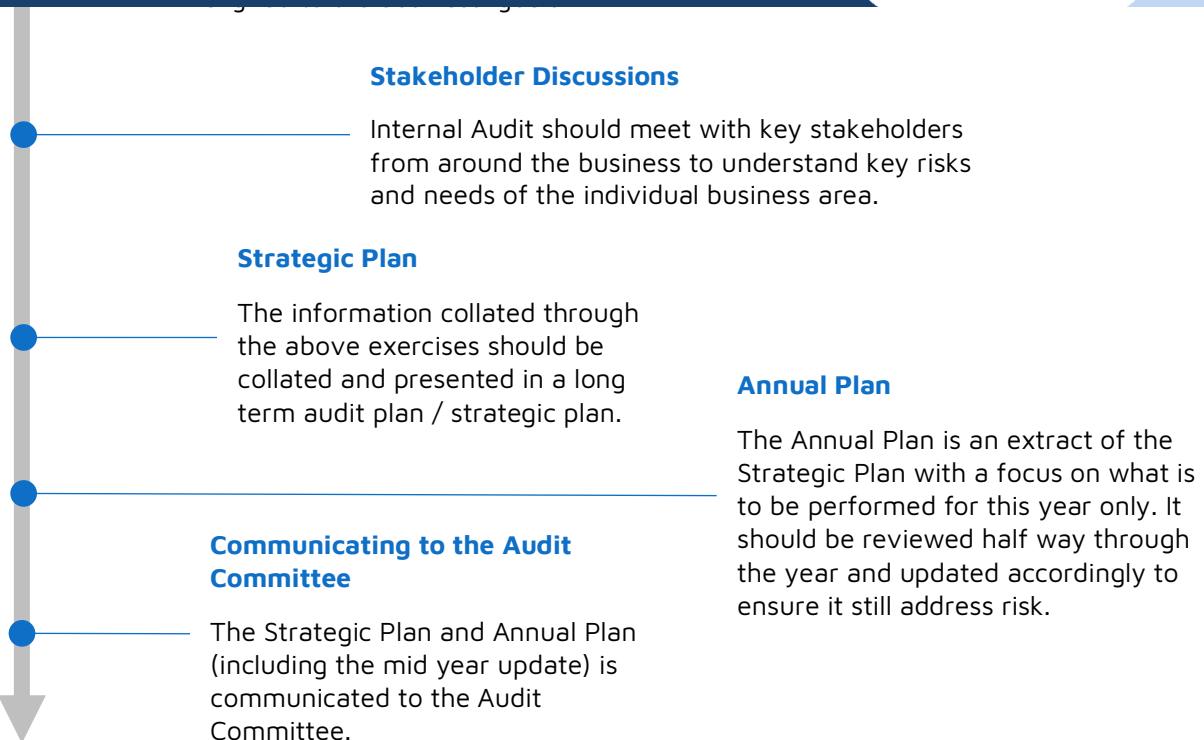 Stakeholder Discussions
Internal Audit should meet with key stakeholders
from around the business to understand key risks
and needs of the individual business area.
Strategic Plan
The information collated through
the above exercises should be
collated and presented in a long
term audit plan / strategic plan.
Annual Plan
The Annual Plan is an extract of the
Strategic Plan with a focus on what is
to be performed for this year only. It
should be reviewed half way through
the year and updated accordingly to
ensure it still address risk.
Communicating to the Audit
Committee
The Strategic Plan and Annual Plan
(including the mid year update) is
communicated to the Audit
Committee.